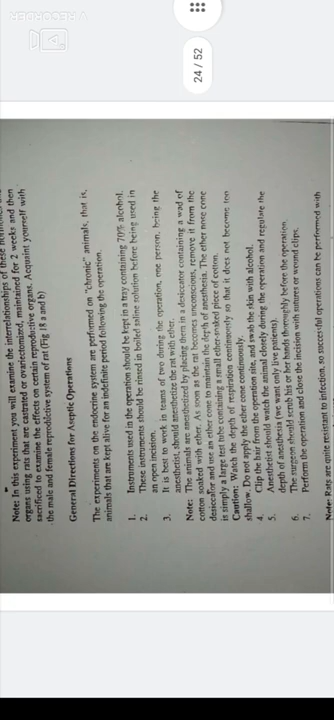 24 / 52
Note: In this experiment you will examine the interrelationships of these hormones and
organs using rats that are castrated or ovariectomized, maintained for 2 weeks and then
sacrificed to examine the effects on certain reproductive organs. Acquaint yourself with
the male and female reproductive system of rat (Fig. 18 a and b)
General Directions for Aseptic Operations
The experiments on the endocrine system are performed on "chronic" animals, that is,
animals that are kept alive for an indefinite period following the operation.
1. Instruments used in the operation should be kept in a tray containing 70% alcohol.
2. These instruments should be rinsed in boiled saline solution before being used in
an open incision.
3. It is best to work in teams of two during the operation, one person, being the
anesthetist, should anesthetize the rat with ether.
Note: The animals are anesthetized by placing them in a desiccator containing a wad of
cotton soaked with ether. As soon as the rat becomes unconscious, remove it from the
desiccator and use an ether cone to maintain the depth of anesthesia. The ether nose cone
is simply a large test tube containing a small ether-soaked piece of cotton.
Caution: Watch the depth of respiration continuously so that it does not become too
shallow. Do not apply the ether cone continuously.
4. Clip the hair from the operation site, and swab the skin with alcohol.
5. Anesthetist should watch the animal closely during the operation and regulate the
depth of anesthesia (we want only live patients).
6. The surgeon should scrub his or her hands thoroughly before the operation.
7. Perform the operation and close the incision with sutures or wound clips.
Note: Rats are quite resistant to infection, so successful operations can be performed with